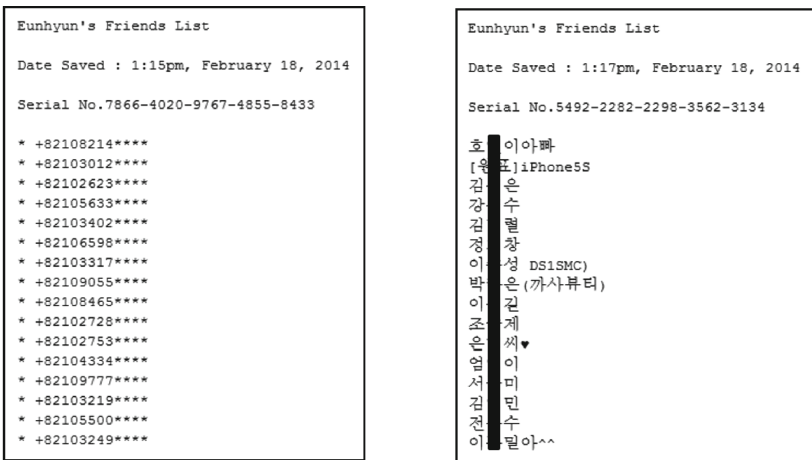 Eunhyun's Friends List
Date Saved : 1:15pm, February 18, 2014
Serial No.7866-4020-9767-4855-8433
* +82108214****
* +82103012****
* +82102623****
* +82105633****
* +82103402****
* +82106598****
* +82103317****
* +82109055****
* +82108465****
* +82102728****
* +82102753****
* +82104334****
* +82109777****
* +82103219****
* +82105500****
* +82103249****
Eunhyun's Friends List
Date Saved : 1:17pm, February 18, 2014
Serial No.5492-2282-2298-3562-3134
호 이아빠
]iPhone5S
김 은
강 수
김 렬
정 창
이 성 DS1SMC)
박 은(까사뷰티)
이 길
조 제
은 씨♥
엄 이
서 미
김 민
전 수
이 밀아^^